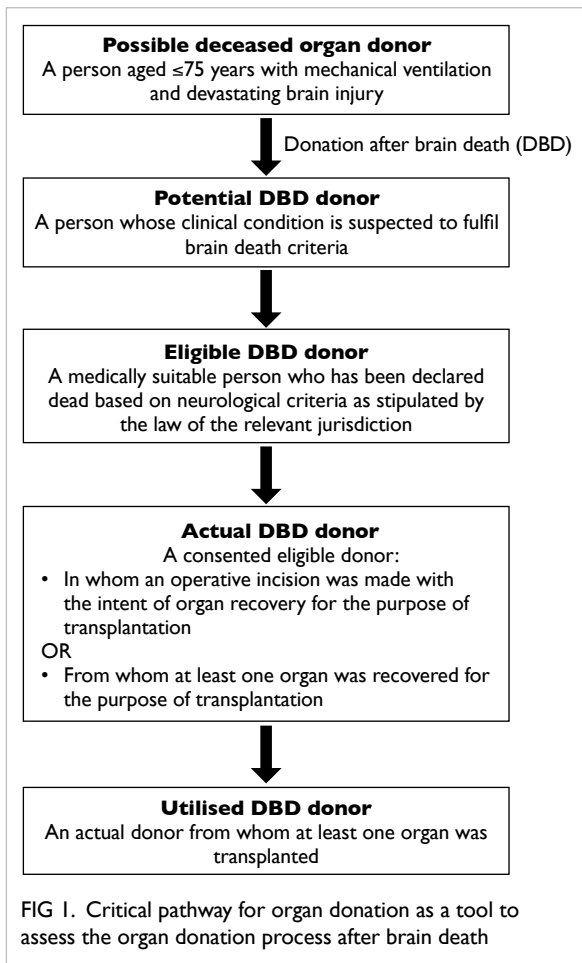 Possible deceased organ donor
A person aged ≤75 years with mechanical ventilation
and devastating brain injury
Donation after brain death (DBD)
Potential DBD donor
A person whose clinical condition is suspected to fulfil
brain death criteria
Eligible DBD donor
A medically suitable person who has been declared
dead based on neurological criteria as stipulated by
the law of the relevant jurisdiction
Actual DBD donor
A consented eligible donor:
• In whom an operative incision was made with
the intent of organ recovery for the purpose of
transplantation
OR
• From whom at least one organ was recovered for
the purpose of transplantation
Utilised DBD donor
An actual donor from whom at least one organ was
transplanted
FIG 1. Critical pathway for organ donation as a tool to
assess the organ donation process after brain death